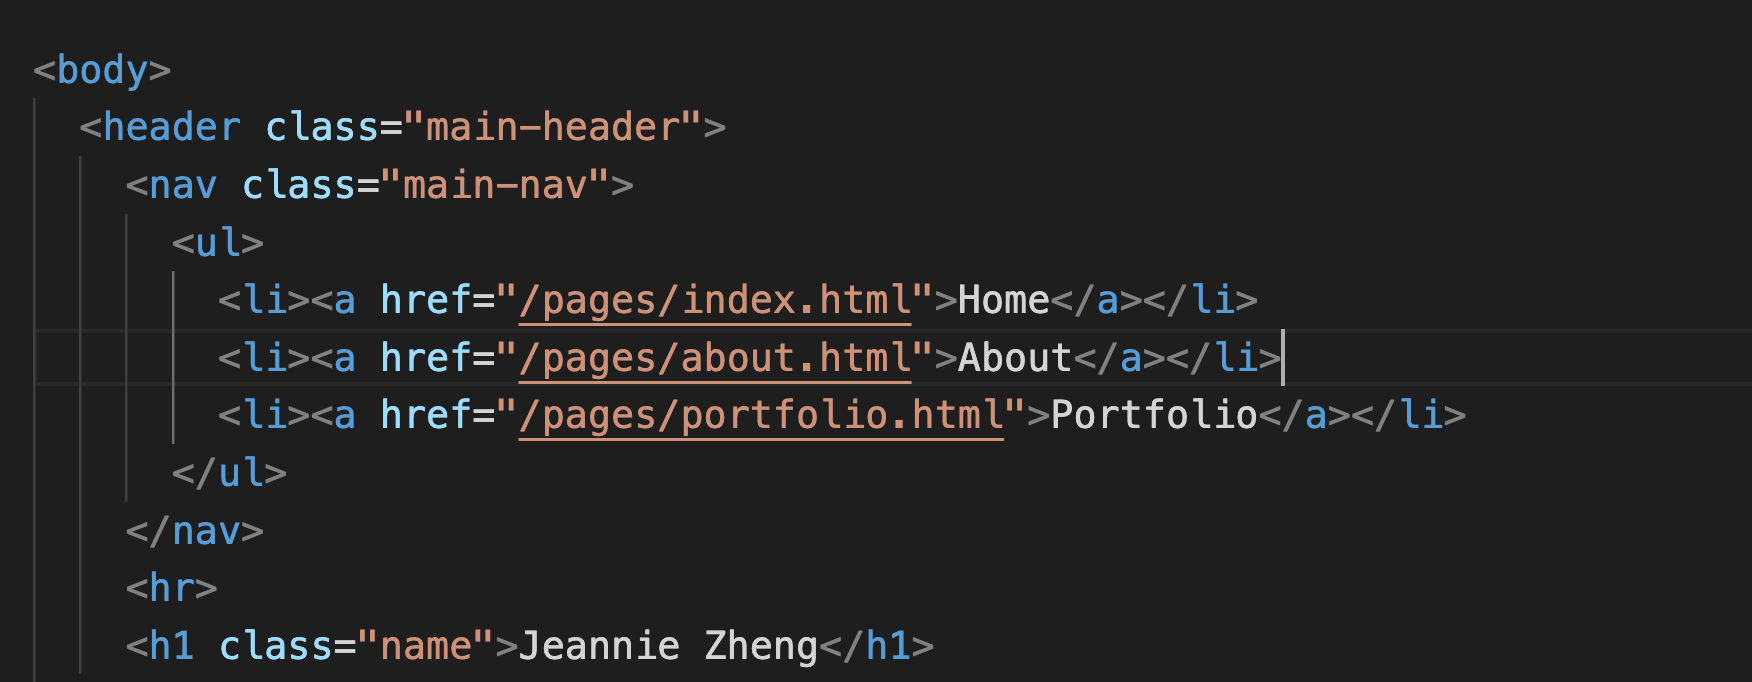 <body>
<header class="main-header">
<nav class="main-nav">
<ul>
<li><a href="/pages/index.html">Home</a></li>
<li><a href="/pages/about.html">About</a></li>
<li><a href="/pages/portfolio.html">Portfolio</a></li>
</ul>
</nav>
<hr>
<h1 class="name">Jeannie Zheng</h1>